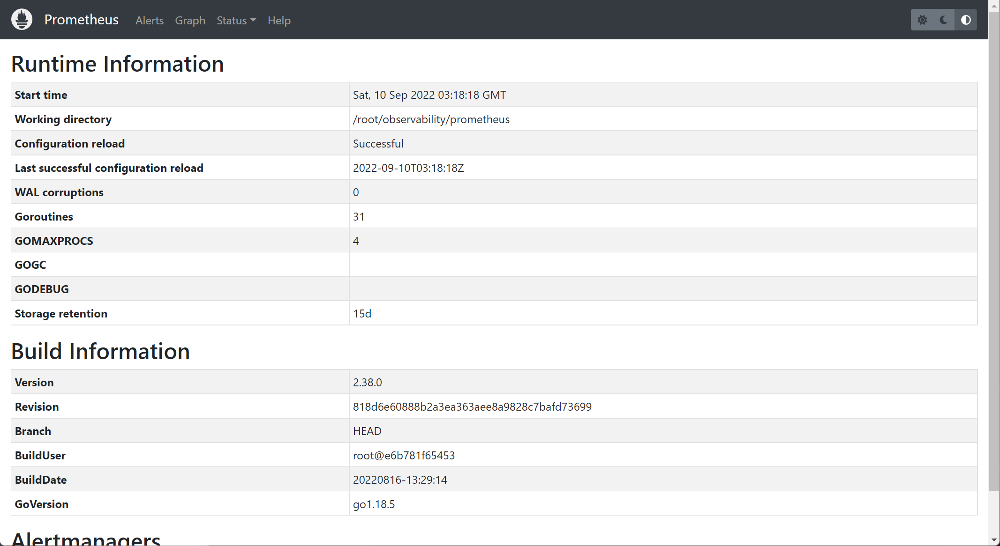 Prometheus Alerts Graph Status Help
Runtime Information
Start time Sat, 10 Sep 2022 03:18:18 GMT
Working directory /root/observability/prometheus
Configuration reload Successful
Last successful configuration reload 2022-09-10T03:18:18Z
WAL corruptions 0
Goroutines 31
GOMAXPROCS 4
GOGC
GODEBUG
Storage retention 15d
Build Information
Version 2.38.0
Revision 818d6e60888b2a3ea363aee8a9828c7bafd73699
Branch HEAD
BuildUser root@e6b781f65453
BuildDate 20220816-13:29:14
GoVersion go1.18.5
Alertmanagers